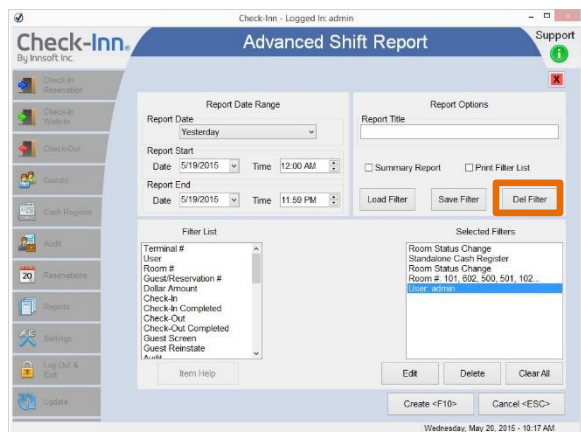 Check-Inn - Logged In: admin
Check-Inn®
By Innsoft Inc.
Advanced Shift Report
Support
X
Check-In
Reservation
Check-In
Walk-In
Check-Out
Guests
Cash Register
Audit
20
Reservations
Reports
Settings
Log Out &
Exit
Update
Report Date Range
Report Date
Yesterday
Report Start
Date 5/19/2015 Time 12:00 AM
Report End
Date 5/19/2015 Time 11:59 PM
Report Options
Report Title
Summary Report Print Filter List
Load Filter Save Filter Del Filter
Filter List
Terminal #
User
Room #
Guest/Reservation #
Dollar Amount
Check-In
Check-In Completed
Check-Out
Check-Out Completed
Guest Screen
Guest Reinstate
Audit
Item Help
Selected Filters
Room Status Change
Standalone Cash Register
Room Status Change
Room #: 101, 602, 500, 501, 102...
User: admin
Edit Delete Clear All
Create <F10> Cancel <ESC>
Wednesday, May 20, 2015 - 10:17 AM